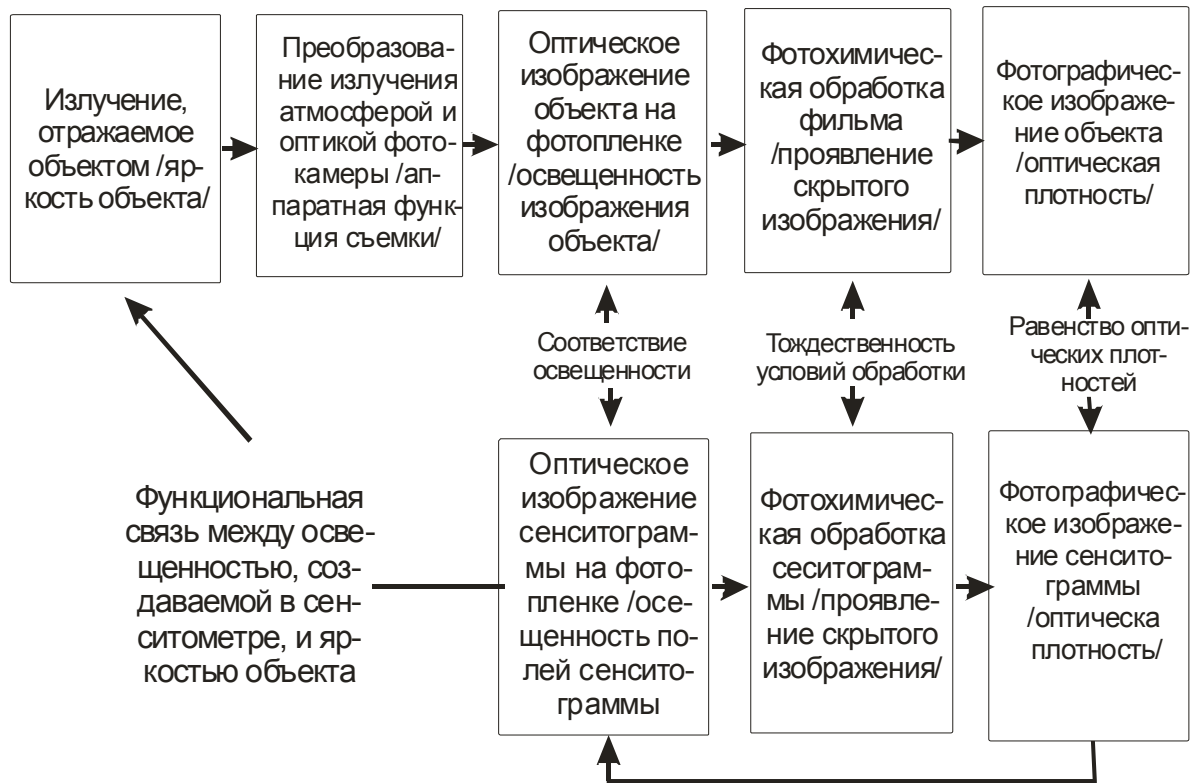 Излучение,
отражаемое
объектом /яр-
кость объекта/
Преобразова-
ние излучения
атмосферой и
оптикой фото-
камеры /ап-
паратная функ-
ция съемки/
Оптическое
изображение
объекта на
фотопленке
/освещенность
изображения
объекта/
Фотохимичес-
кая обработка
фильма
/проявление
скрытого
изображения/
Фотографичес-
кое изображе-
ние объекта
/оптическая
плотность/
Соответствие
освещенности
Тождественность
условий обработки
Равенство опти-
ческих плот-
ностей
Функциональная
связь между осве-
щенностью, соз-
даваемой в сен-
ситометре, и яр-
костью объекта
Оптическое
изображение
сенситограм-
мы на фото-
пленке /осе-
щенность по-
лей сенсито-
граммы
Фотохимичес-
кая обработка
сеситограм-
мы /проявле-
ние скрытого
изображения/
Фотографичес-
кое изображе-
ние сенсито-
граммы
/оптическа
плотность/